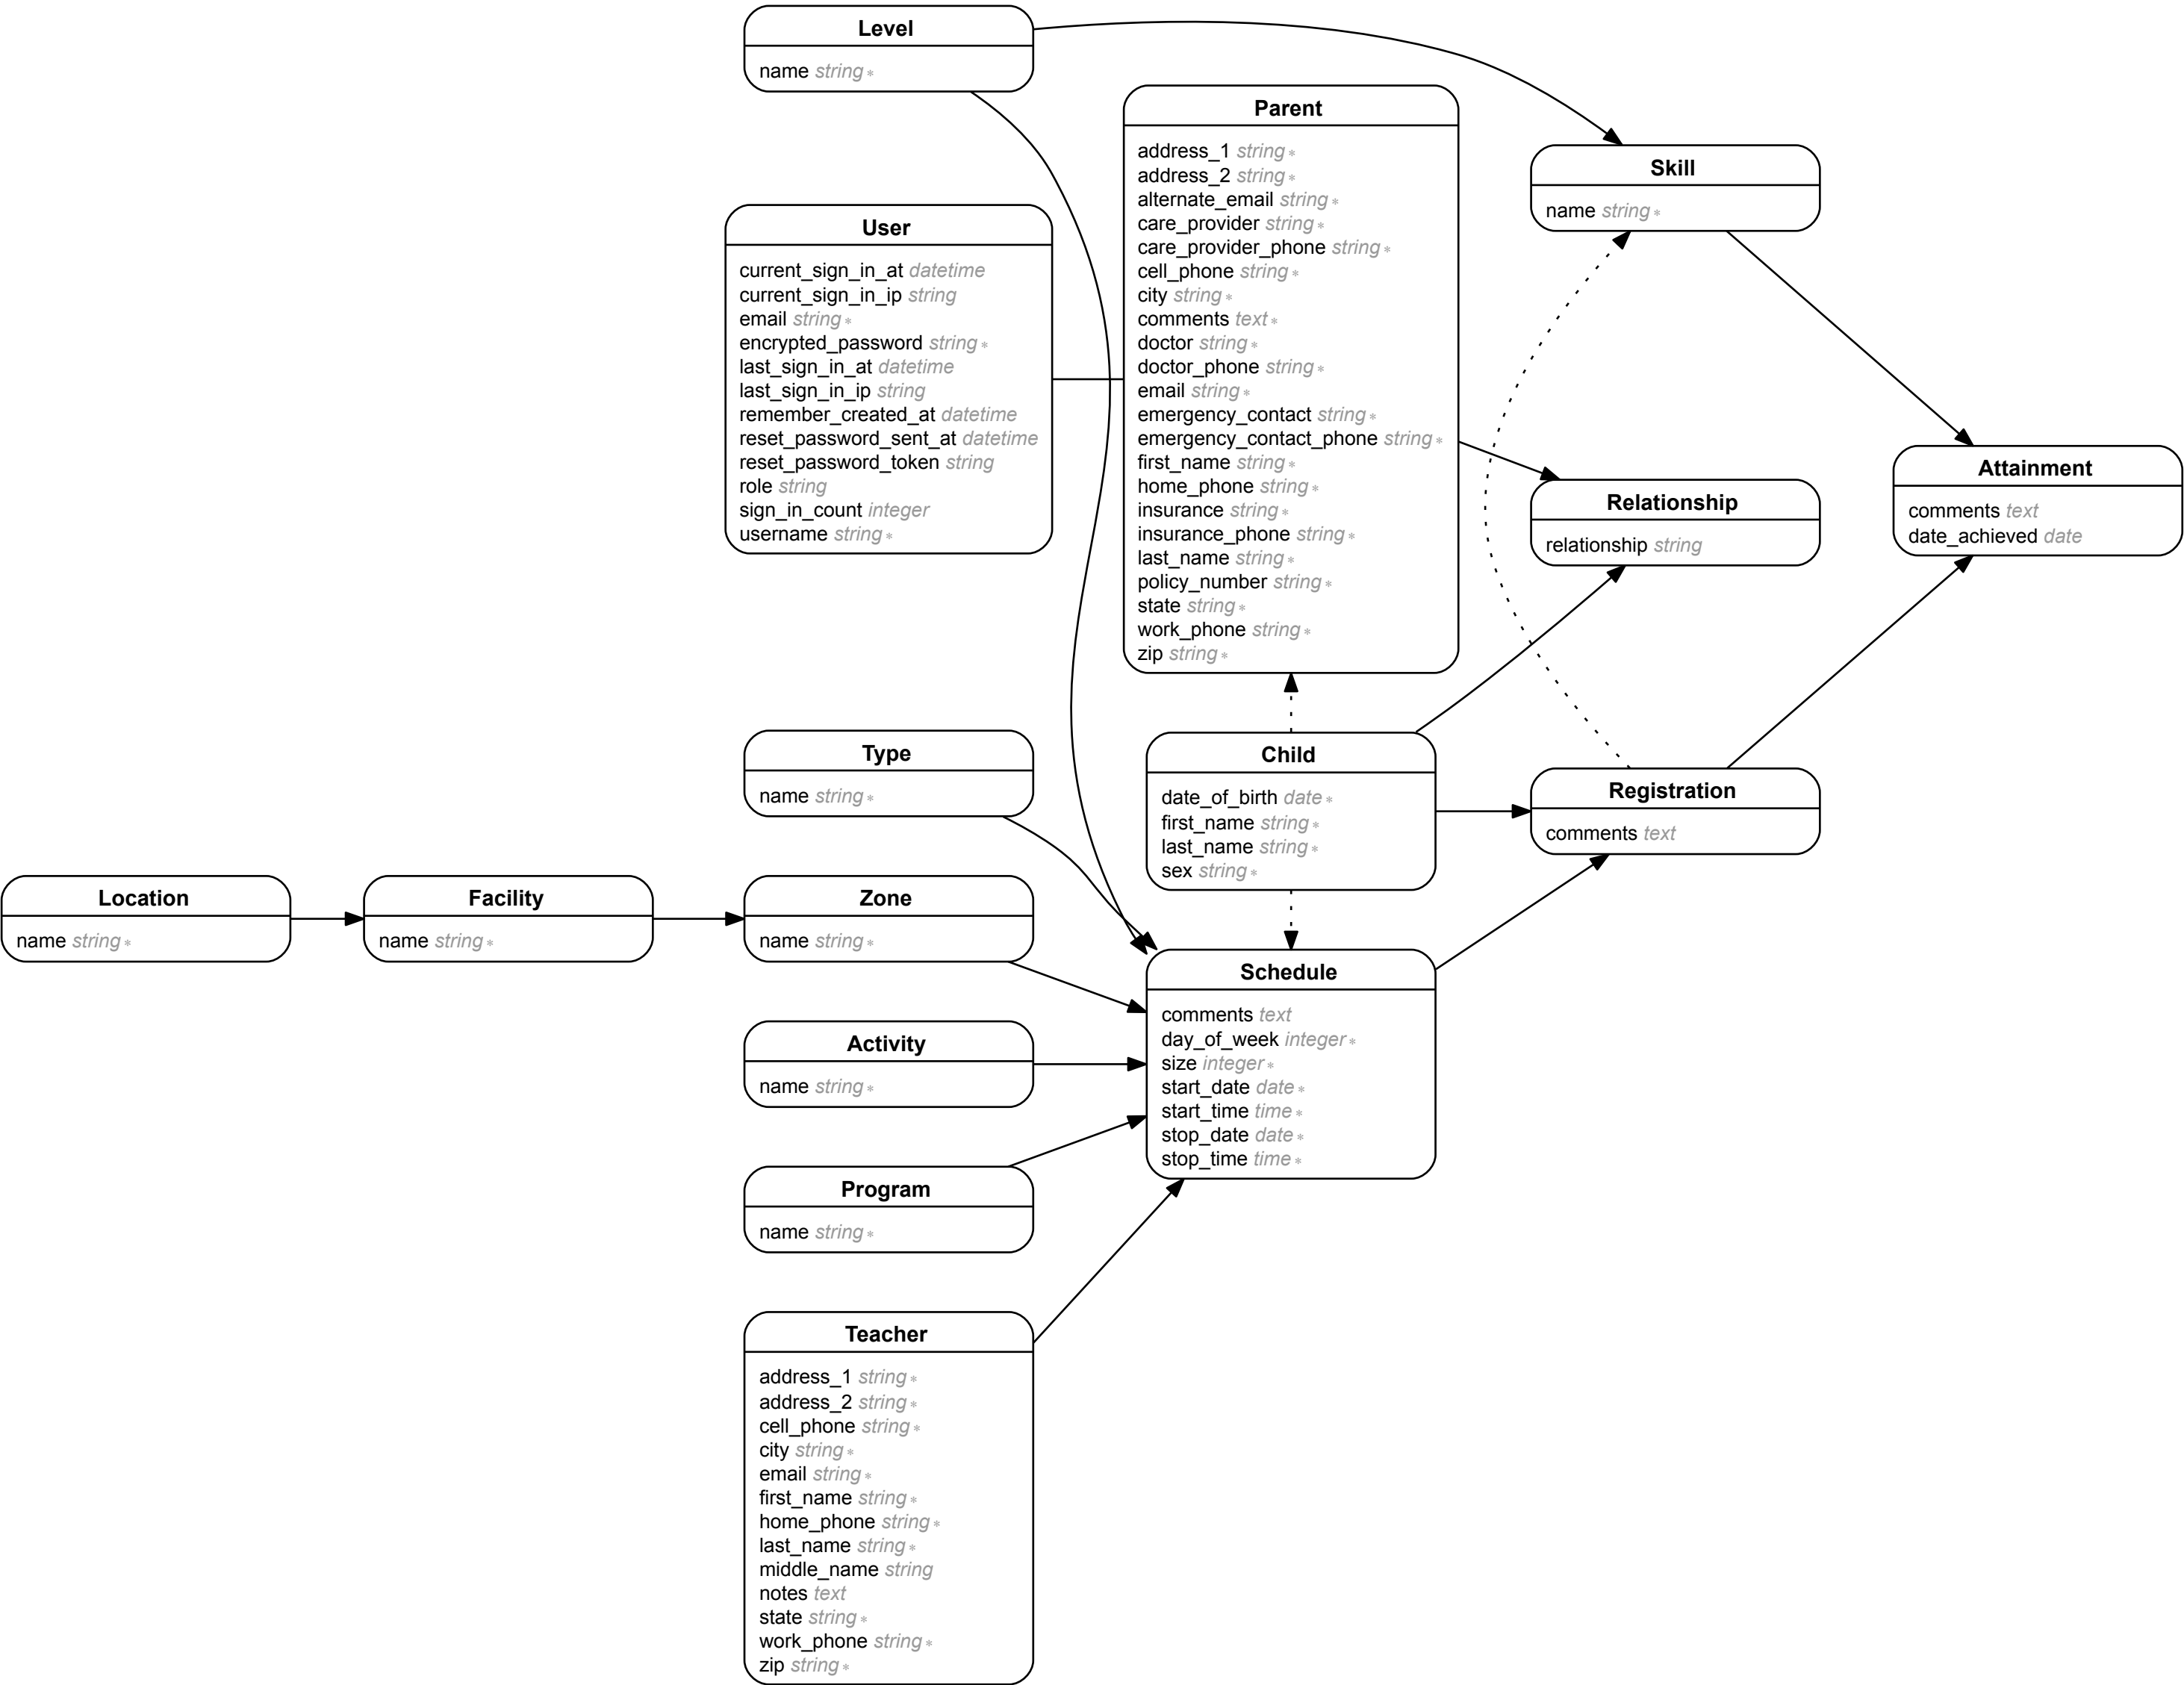 Level
name string *
Parent
address_1 string *
address_2 string *
alternate_email string *
care_provider string *
care_provider_phone string *
cell_phone string *
city string *
comments text *
doctor string *
doctor_phone string *
email string *
emergency_contact string *
emergency_contact_phone string *
first_name string *
home_phone string *
insurance string *
insurance_phone string *
last_name string *
policy_number string *
state string *
work_phone string *
zip string *
Skill
name string *
User
current_sign_in_at datetime
current_sign_in_ip string
email string *
encrypted_password string *
last_sign_in_at datetime
last_sign_in_ip string
remember_created_at datetime
reset_password_sent_at datetime
reset_password_token string
role string
sign_in_count integer
username string *
Relationship
relationship string
Attainment
comments text
date_achieved date
Type
name string *
Child
date_of_birth date *
first_name string *
last_name string *
sex string *
Registration
comments text
Location
name string *
Facility
name string *
Zone
name string *
Schedule
comments text
day_of_week integer *
size integer *
start_date date *
start_time time *
stop_date date *
stop_time time *
Activity
name string *
Program
name string *
Teacher
address_1 string *
address_2 string *
cell_phone string *
city string *
email string *
first_name string *
home_phone string *
last_name string *
middle_name string
notes text
state string *
work_phone string *
zip string *